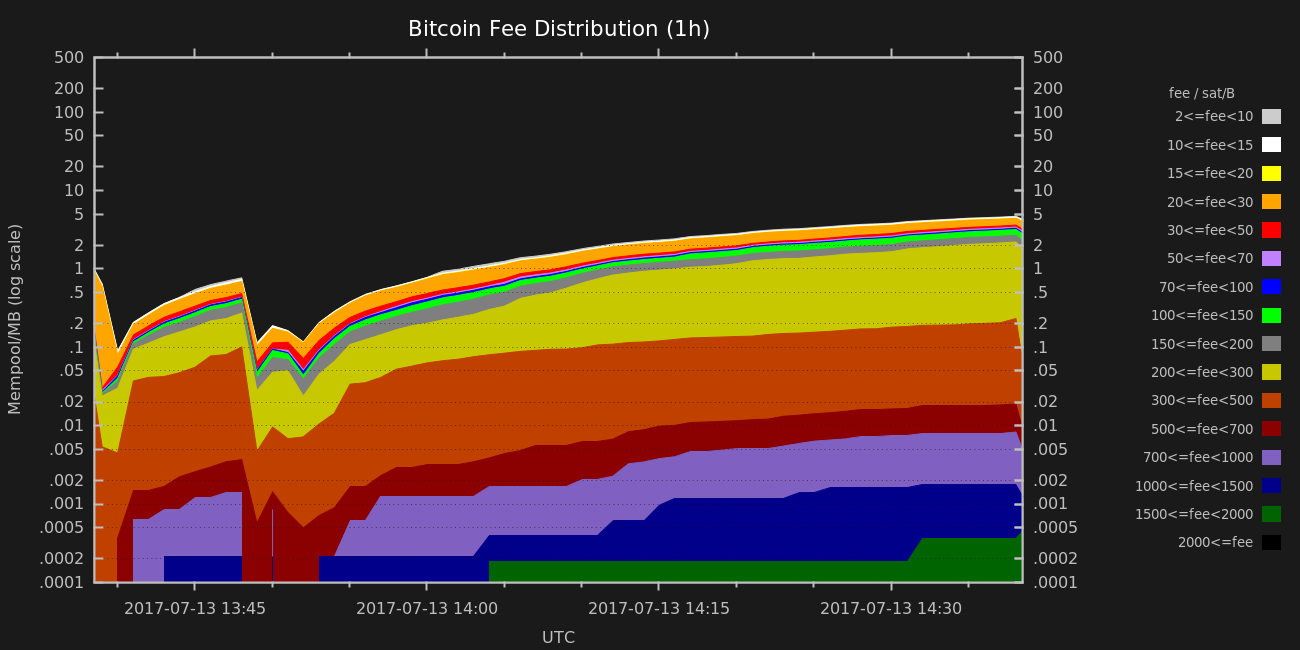 Bitcoin Fee Distribution (1h)
Mempool/MB (log scale)
500
200
100
50
20
10
5
2
1
.5
.2
.1
.05
.02
.01
.005
.002
.001
.0005
.0002
.0001
500
200
100
50
20
10
5
2
1
.5
.2
.1
.05
.02
.01
.005
.002
.001
.0005
.0002
.0001
2017-07-13 13:45
2017-07-13 14:00
2017-07-13 14:15
2017-07-13 14:30
UTC
fee / sat/B
2<=fee<10
10<=fee<15
15<=fee<20
20<=fee<30
30<=fee<50
50<=fee<70
70<=fee<100
100<=fee<150
150<=fee<200
200<=fee<300
300<=fee<500
500<=fee<700
700<=fee<1000
1000<=fee<1500
1500<=fee<2000
2000<=fee